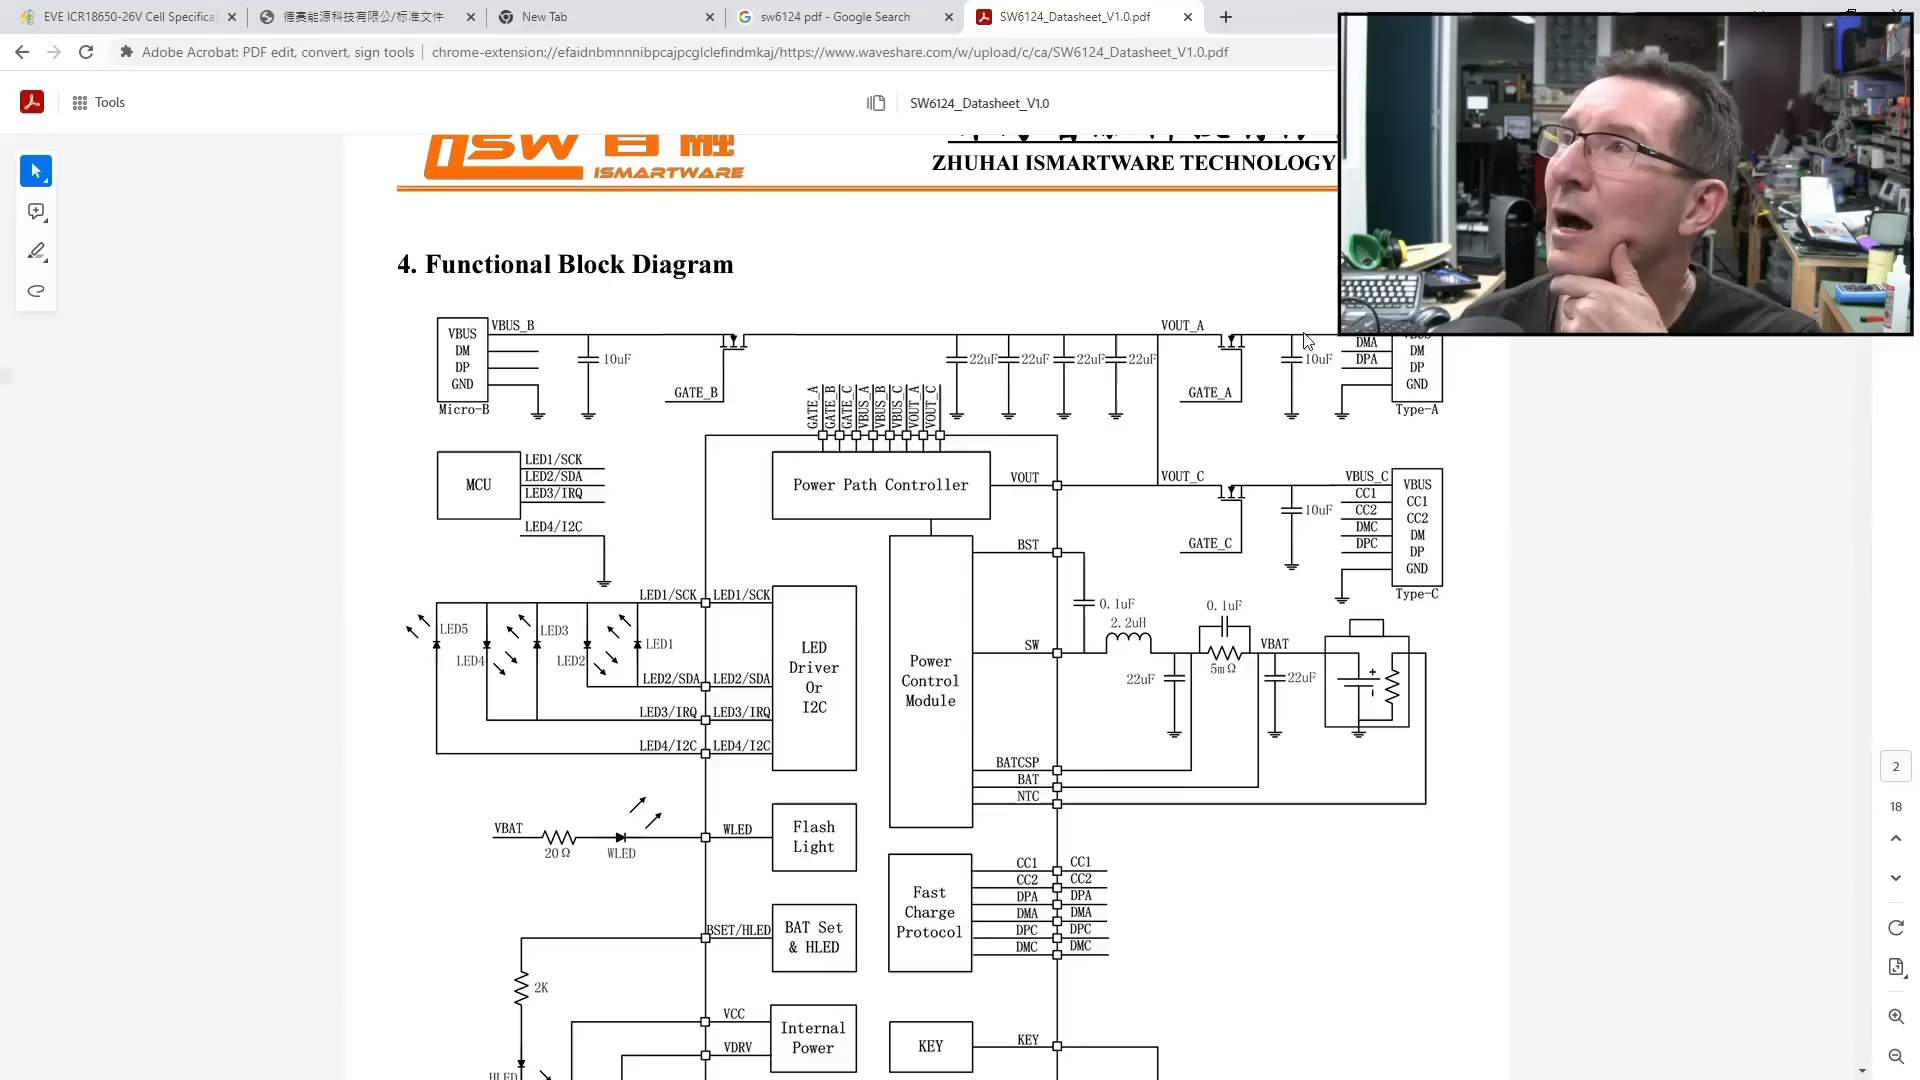 EVE ICR18650-26V Cell Specifica
德赛能源科技有限公/标准文件
New Tab
sw6124 pdf - Google Search
SW6124_Datasheet_V1.0.pdf
Adobe Acrobat: PDF edit, convert, sign tools
chrome-extension://efaidnbmnnnibpcajpcglclefindmkaj/https://www.waveshare.com/w/upload/c/ca/SW6124_Datasheet_V1.0.pdf
Tools
SW6124_Datasheet_V1.0
ISMARTWARE
ZHUHAI ISMARTWARE TECHNOLOGY
4. Functional Block Diagram
VBUS
DM
DP
GND
Micro-B
VBUS_B
10uF
GATE_B
22uF
22uF
22uF
22uF
VOUT_A
GATE_A
10uF
DMA
DPA
DM
DP
GND
Type-A
GATE_A
GATE_B
GATE_C
VBUS_A
VBUS_B
VBUS_C
VOUT_A
VOUT_C
MCU
LED1/SCK
LED2/SDA
LED3/IRQ
LED4/I2C
Power Path Controller
VOUT
VOUT_C
GATE_C
10uF
VBUS_C
CC1
CC2
DMC
DPC
VBUS
CC1
CC2
DM
DP
GND
Type-C
LED5
LED4
LED3
LED2
LED1
LED1/SCK
LED2/SDA
LED3/IRQ
LED4/I2C
LED1/SCK
LED2/SDA
LED3/IRQ
LED4/I2C
LED
Driver
Or
I2C
Power
Control
Module
BST
SW
BATCSP
BAT
NTC
0.1uF
2.2uH
22uF
0.1uF
5mΩ
VBAT
22uF
+
-
VBAT
20Ω
WLED
WLED
Flash
Light
BSET/HLED
BAT Set
& HLED
2K
HLED
Fast
Charge
Protocol
CC1
CC2
DPA
DMA
DPC
DMC
CC1
CC2
DPA
DMA
DPC
DMC
VCC
VDRV
Internal
Power
KEY
KEY
2
18